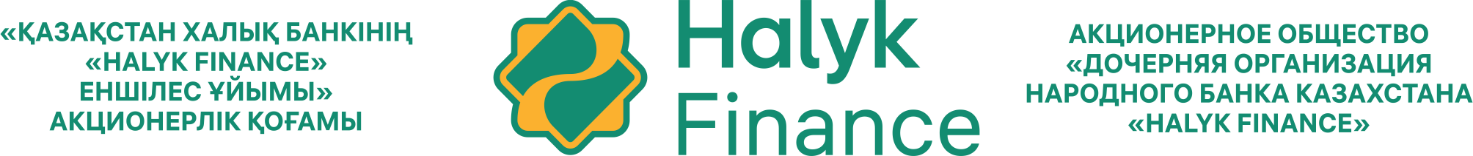 «ҚАЗАҚСТАН ХАЛЫҚ БАНКІНІҢ
«HALYK FINANCE»
ЕНШІЛЕС ҰЙЫМЫ»
АКЦИОНЕРЛІК ҚОҒАМЫ
Halyk
Finance
АКЦИОНЕРНОЕ ОБЩЕСТВО
«ДОЧЕРНЯЯ ОРГАНИЗАЦИЯ
НАРОДНОГО БАНКА КАЗАХСТАНА
«HALYK FINANCE»